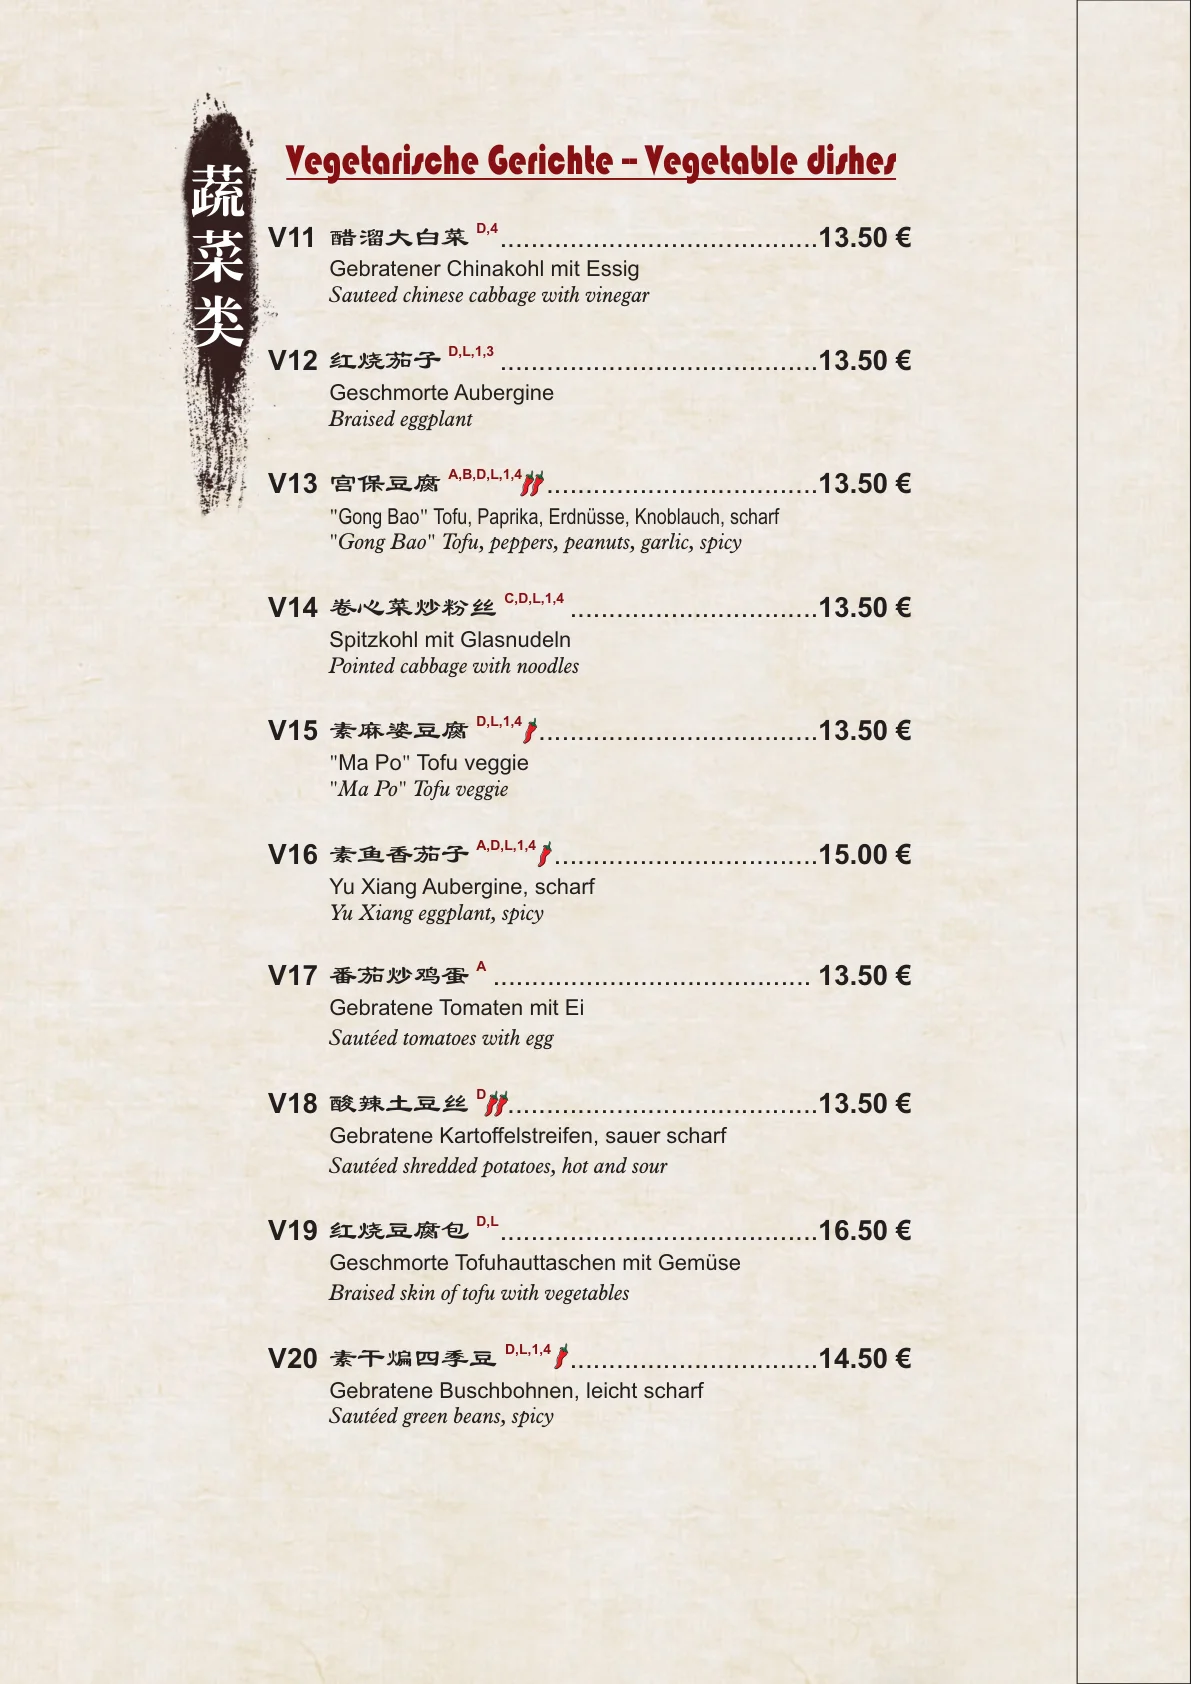 蔬菜类
Vegetarische Gerichte – Vegetable dishes
V11 醋溜大白菜 D,4 ........................................13.50 €
Gebratener Chinakohl mit Essig
Sauteed chinese cabbage with vinegar
V12 红烧茄子 D,L,1,3 ........................................13.50 €
Geschmorte Aubergine
Braised eggplant
V13 宫保豆腐 A,B,D,L,1,4 ..................................13.50 €
"Gong Bao" Tofu, Paprika, Erdnüsse, Knoblauch, scharf
"Gong Bao" Tofu, peppers, peanuts, garlic, spicy
V14 卷心菜炒粉丝 C,D,L,1,4 ...............................13.50 €
Spitzkohl mit Glasnudeln
Pointed cabbage with noodles
V15 素麻婆豆腐 D,L,1,4 ...................................13.50 €
"Ma Po" Tofu veggie
"Ma Po" Tofu veggie
V16 素鱼香茄子 A,D,L,1,4 .................................15.00 €
Yu Xiang Aubergine, scharf
Yu Xiang eggplant, spicy
V17 番茄炒鸡蛋 A ........................................ 13.50 €
Gebratene Tomaten mit Ei
Sautéed tomatoes with egg
V18 酸辣土豆丝 D .......................................13.50 €
Gebratene Kartoffelstreifen, sauer scharf
Sautéed shredded potatoes, hot and sour
V19 红烧豆腐包 D,L ........................................16.50 €
Geschmorte Tofuhauttaschen mit Gemüse
Braised skin of tofu with vegetables
V20 素干煸四季豆 D,L,1,4 ...............................14.50 €
Gebratene Buschbohnen, leicht scharf
Sautéed green beans, spicy